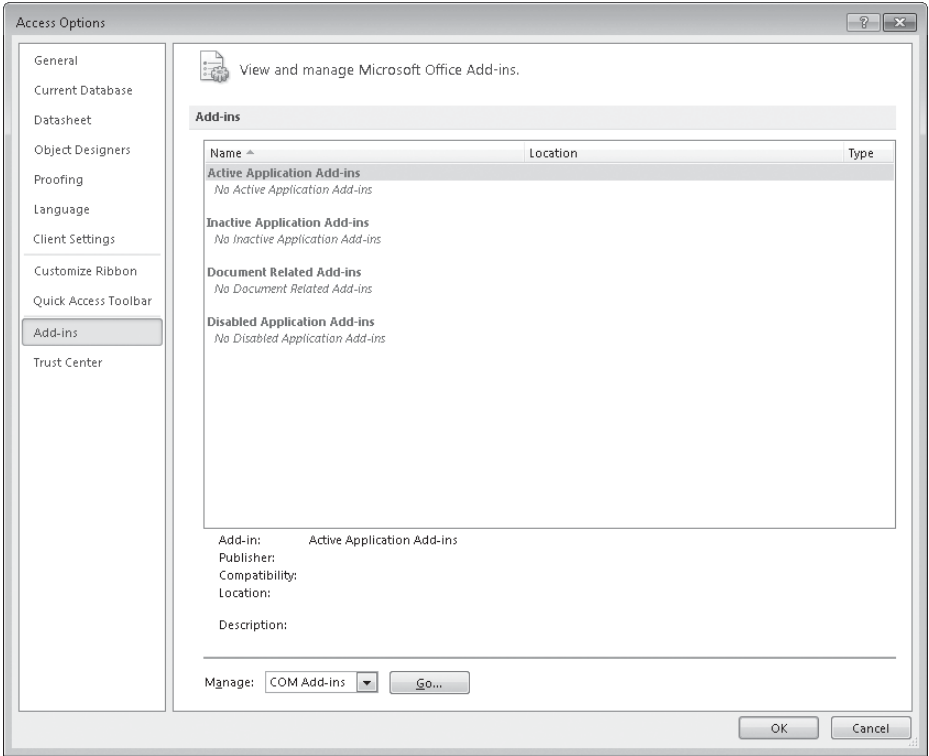 Access Options
General
Current Database
Datasheet
Object Designers
Proofing
Language
Client Settings
Customize Ribbon
Quick Access Toolbar
Add-ins
Trust Center
View and manage Microsoft Office Add-ins.
Add-ins
Name Location Type
Active Application Add-ins
No Active Application Add-ins
Inactive Application Add-ins
No Inactive Application Add-ins
Document Related Add-ins
No Document Related Add-ins
Disabled Application Add-ins
No Disabled Application Add-ins
Add-in: Active Application Add-ins
Publisher:
Compatibility:
Location:
Description:
Manage: COM Add-ins Go...
OK Cancel